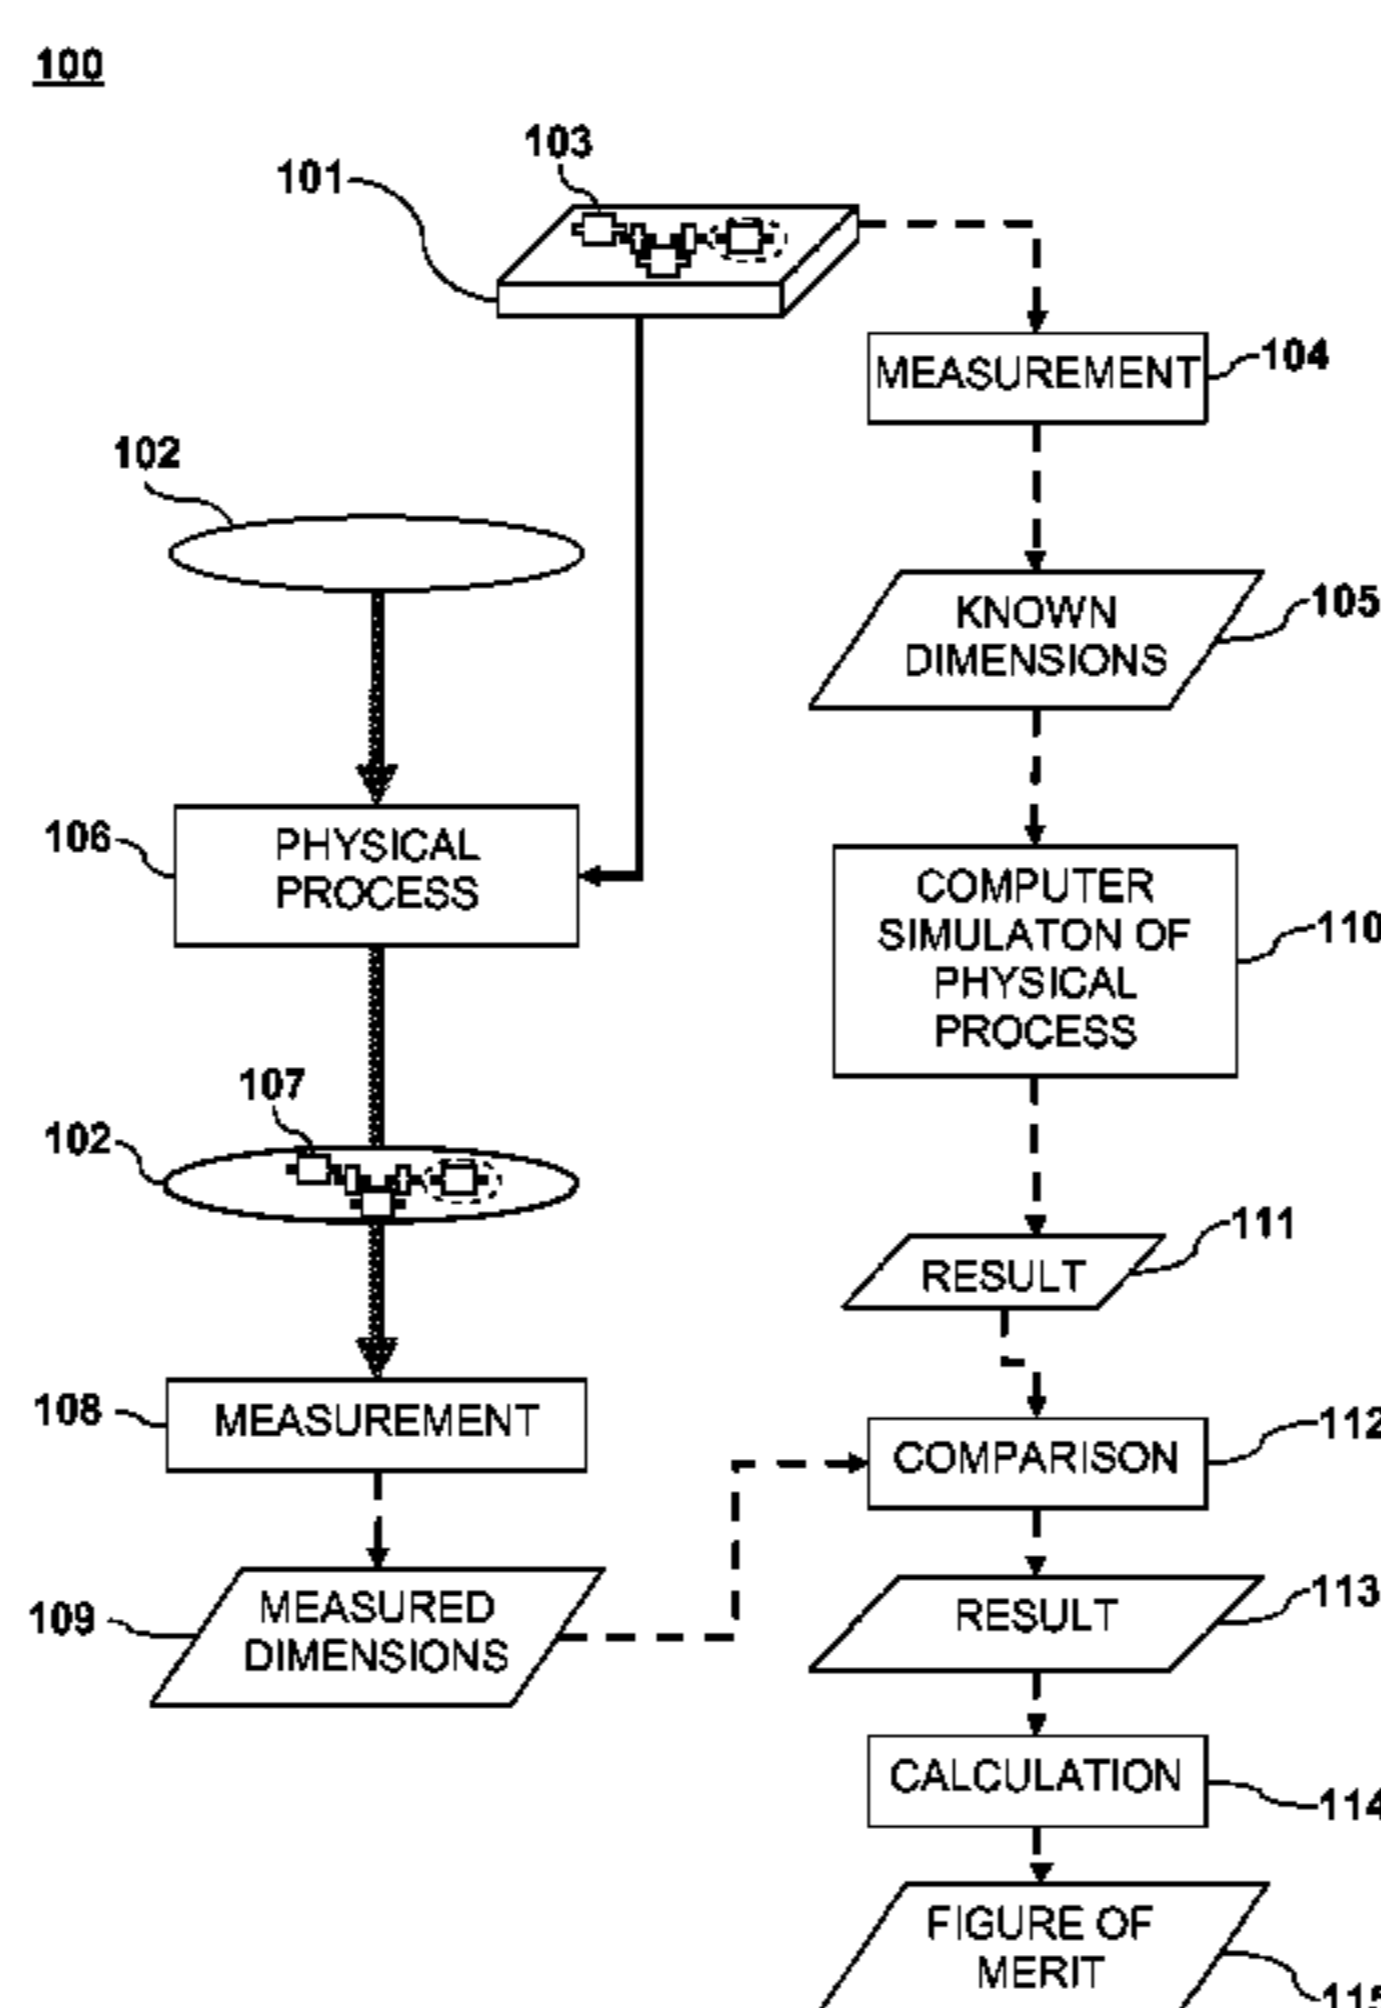 100
103
101
MEASUREMENT
104
102
KNOWN
DIMENSIONS
105
106
PHYSICAL
PROCESS
COMPUTER
SIMULATON OF
PHYSICAL
PROCESS
110
107
102
111
RESULT
108
MEASUREMENT
112
COMPARISON
109
MEASURED
DIMENSIONS
113
RESULT
CALCULATION
114
FIGURE OF
MERIT
115